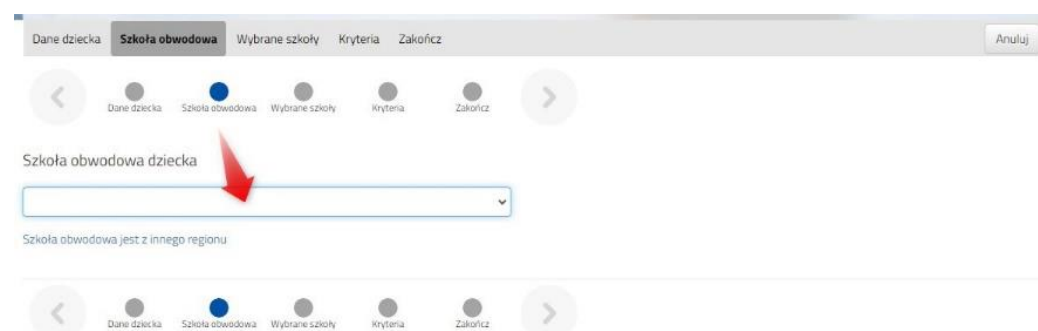 Dane dziecka Szkoła obwodowa Wybrane szkoły Kryteria Zakończ Anuluj
Dane dziecka Szkoła obwodowa Wybrane szkoły Kryteria Zakończ
Szkoła obwodowa dziecka
Szkoła obwodowa jest z innego regionu
Dane dziecka Szkoła obwodowa Wybrane szkoły Kryteria Zakończ